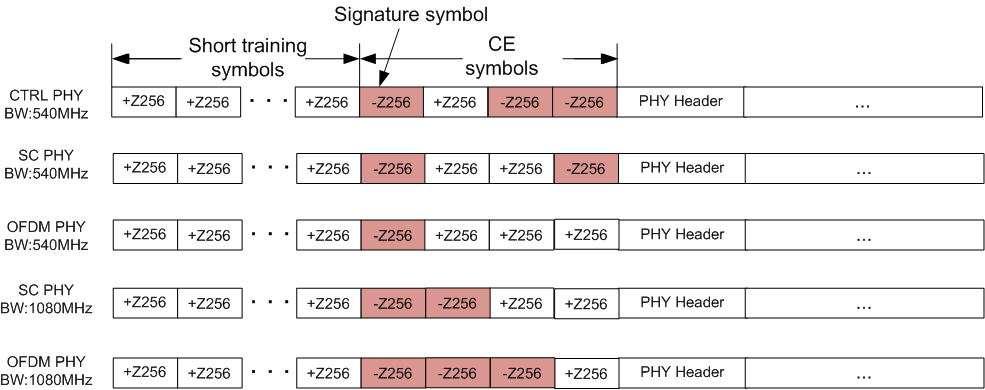 Signature symbol
Short training symbols
CE symbols
CTRL PHY BW:540MHz
+Z256 +Z256 · · · +Z256 -Z256 +Z256 -Z256 -Z256 PHY Header ...
SC PHY BW:540MHz
+Z256 +Z256 · · · +Z256 -Z256 +Z256 +Z256 -Z256 PHY Header ...
OFDM PHY BW:540MHz
+Z256 +Z256 · · · +Z256 -Z256 +Z256 +Z256 +Z256 PHY Header ...
SC PHY BW:1080MHz
+Z256 +Z256 · · · +Z256 -Z256 -Z256 +Z256 +Z256 PHY Header ...
OFDM PHY BW:1080MHz
+Z256 +Z256 · · · +Z256 -Z256 -Z256 -Z256 +Z256 PHY Header ...